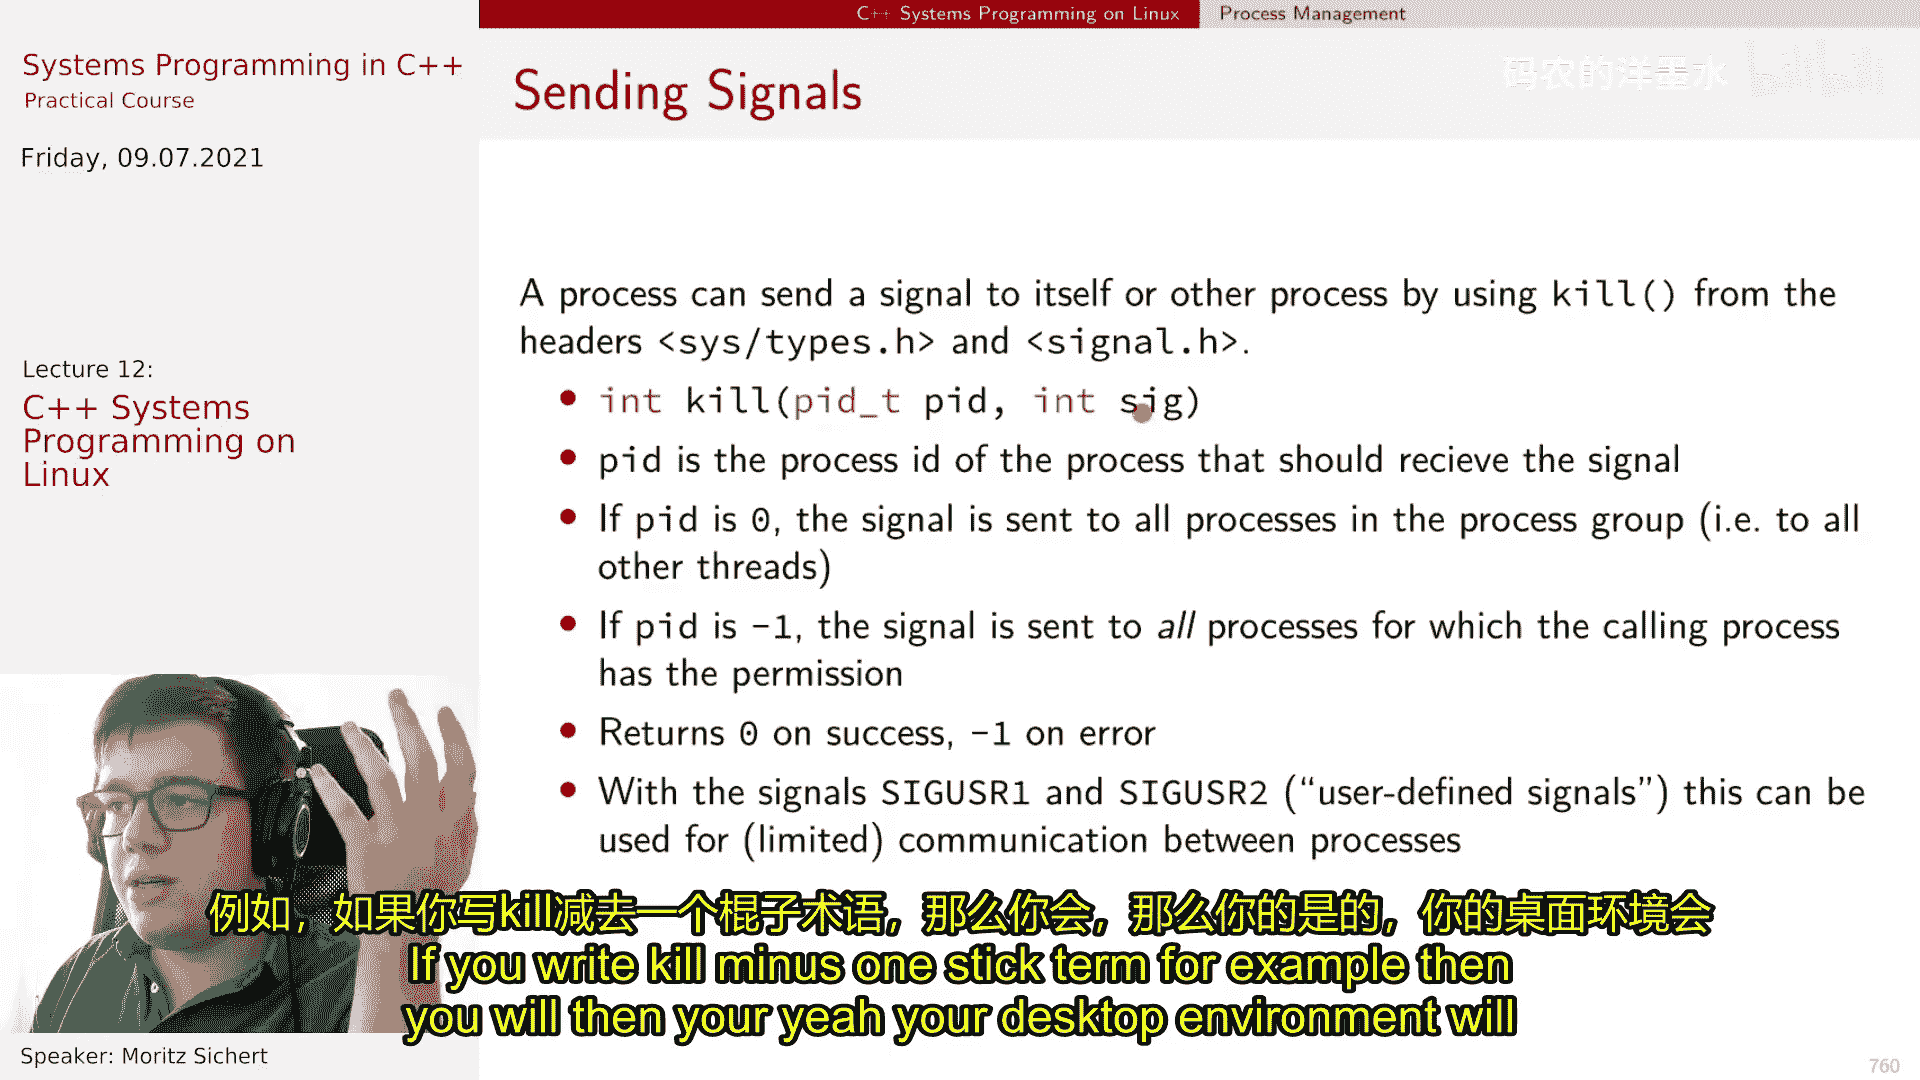 C++ Systems Programming on Linux
Process Management
Systems Programming in C++
Practical Course
Friday, 09.07.2021
Lecture 12:
C++ Systems
Programming on
Linux
Sending Signals
码农的洋墨水
A process can send a signal to itself or other process by using kill() from the
headers <sys/types.h> and <signal.h>.
• int kill(pid_t pid, int sig)
• pid is the process id of the process that should recieve the signal
• If pid is 0, the signal is sent to all processes in the process group (i.e. to all
other threads)
• If pid is -1, the signal is sent to all processes for which the calling process
has the permission
• Returns 0 on success, -1 on error
• With the signals SIGUSR1 and SIGUSR2 (“user-defined signals”) this can be
used for (limited) communication between processes
例如，如果你写kill减去一个棍子术语，那么你会，那么你的是的，你的桌面环境会
If you write kill minus one stick term for example then
you will then your yeah your desktop environment will
Speaker: Moritz Sichert
760